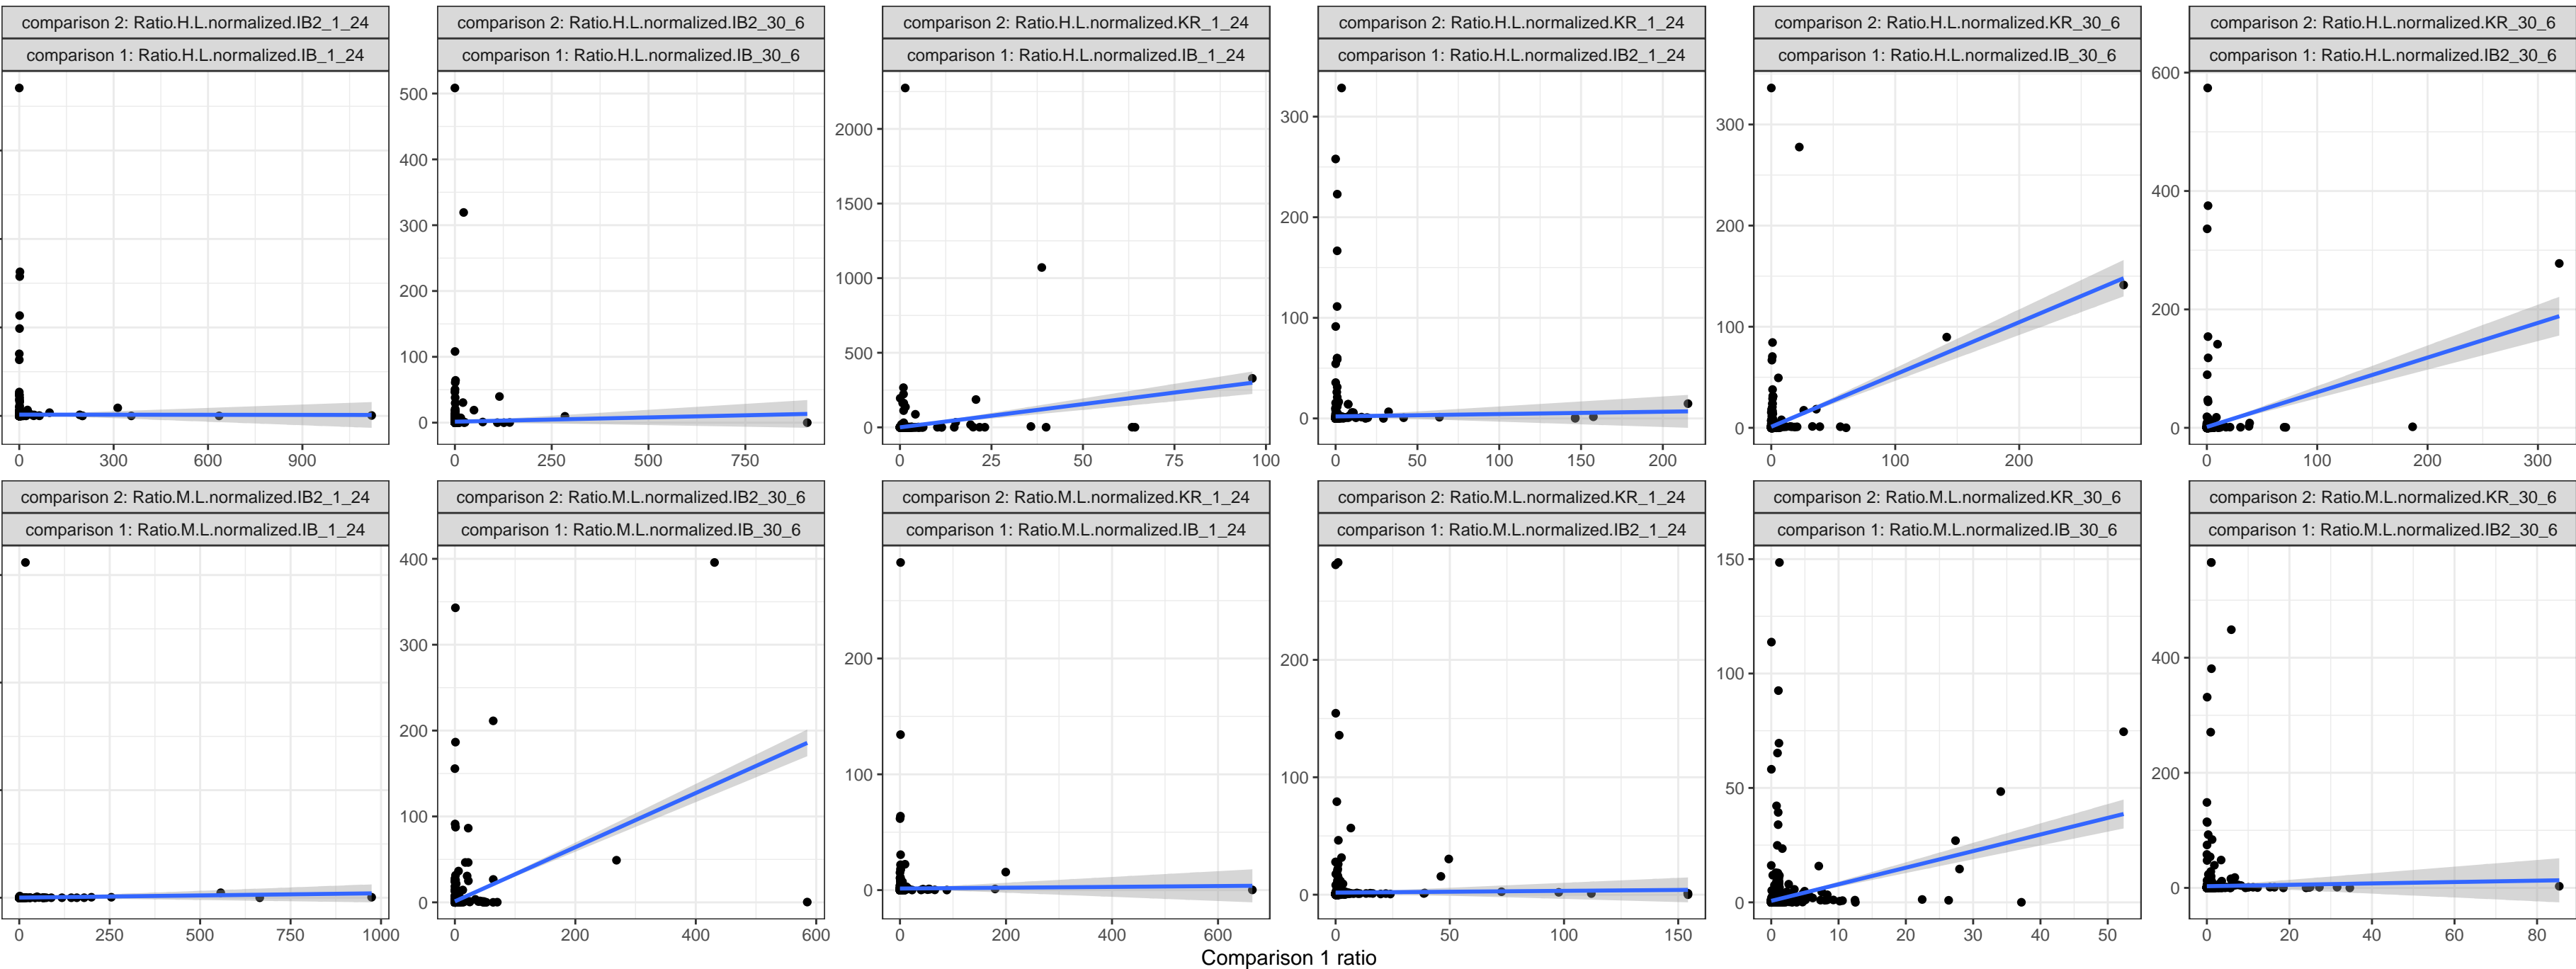 comparison 2: Ratio.H.L.normalized.IB2_1_24
comparison 2: Ratio.H.L.normalized.IB2_30_6
comparison 2: Ratio.H.L.normalized.KR_1_24
comparison 2: Ratio.H.L.normalized.KR_1_24
comparison 2: Ratio.H.L.normalized.KR_30_6
comparison 2: Ratio.H.L.normalized.KR_30_6
comparison 1: Ratio.H.L.normalized.IB_1_24
comparison 1: Ratio.H.L.normalized.IB_30_6
comparison 1: Ratio.H.L.normalized.IB_1_24
comparison 1: Ratio.H.L.normalized.IB2_1_24
comparison 1: Ratio.H.L.normalized.IB_30_6
comparison 1: Ratio.H.L.normalized.IB2_30_6
0 300 600 900
500
400
300
200
100
0
0 250 500 750
2000
1500
1000
500
0
0 25 50 75 100
300
200
100
0
0 50 100 150 200
300
200
100
0
0 100 200
600
400
200
0
0 100 200 300
comparison 2: Ratio.M.L.normalized.IB2_1_24
comparison 2: Ratio.M.L.normalized.IB2_30_6
comparison 2: Ratio.M.L.normalized.KR_1_24
comparison 2: Ratio.M.L.normalized.KR_1_24
comparison 2: Ratio.M.L.normalized.KR_30_6
comparison 2: Ratio.M.L.normalized.KR_30_6
comparison 1: Ratio.M.L.normalized.IB_1_24
comparison 1: Ratio.M.L.normalized.IB_30_6
comparison 1: Ratio.M.L.normalized.IB_1_24
comparison 1: Ratio.M.L.normalized.IB2_1_24
comparison 1: Ratio.M.L.normalized.IB_30_6
comparison 1: Ratio.M.L.normalized.IB2_30_6
0 250 500 750 1000
400
300
200
100
0
0 200 400 600
200
100
0
0 200 400 600
200
100
0
0 50 100 150
150
100
50
0
0 10 20 30 40 50
400
200
0
0 20 40 60 80
Comparison 1 ratio